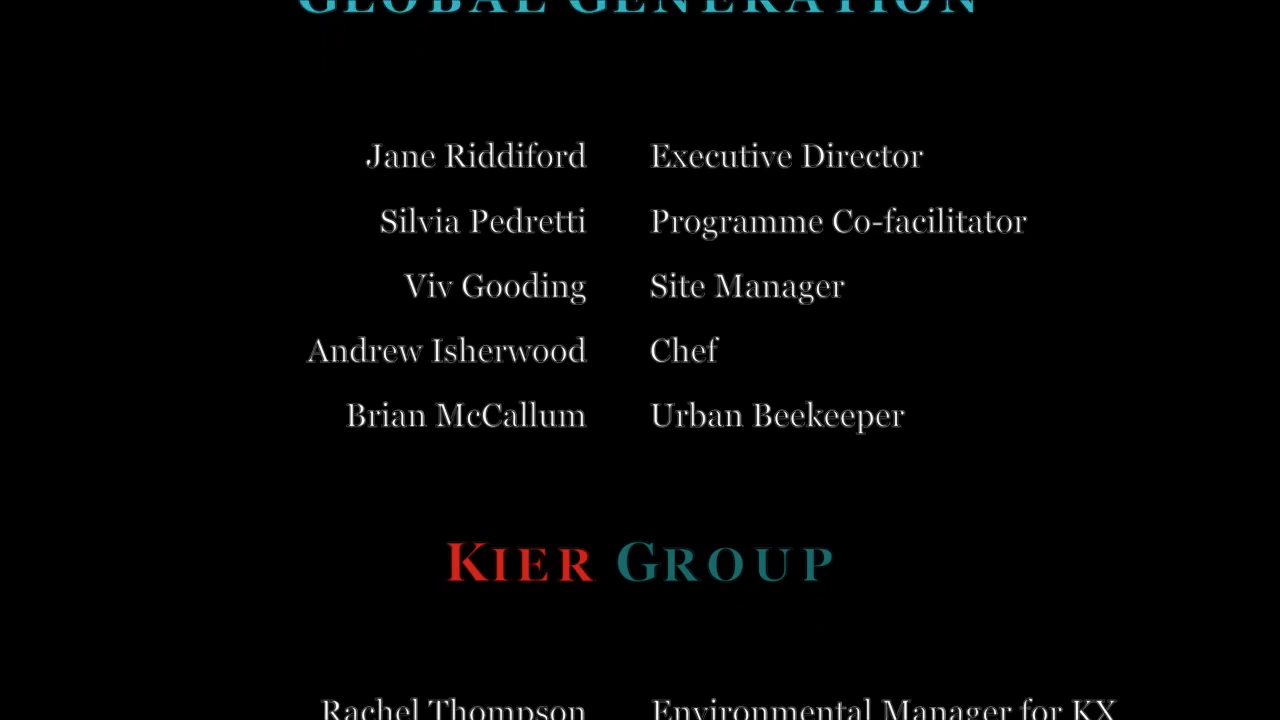 GLOBAL GENERATION
Jane Riddiford Executive Director
Silvia Pedretti Programme Co-facilitator
Viv Gooding Site Manager
Andrew Isherwood Chef
Brian McCallum Urban Beekeeper
KIER GROUP
Rachel Thompson Environmental Manager for KX